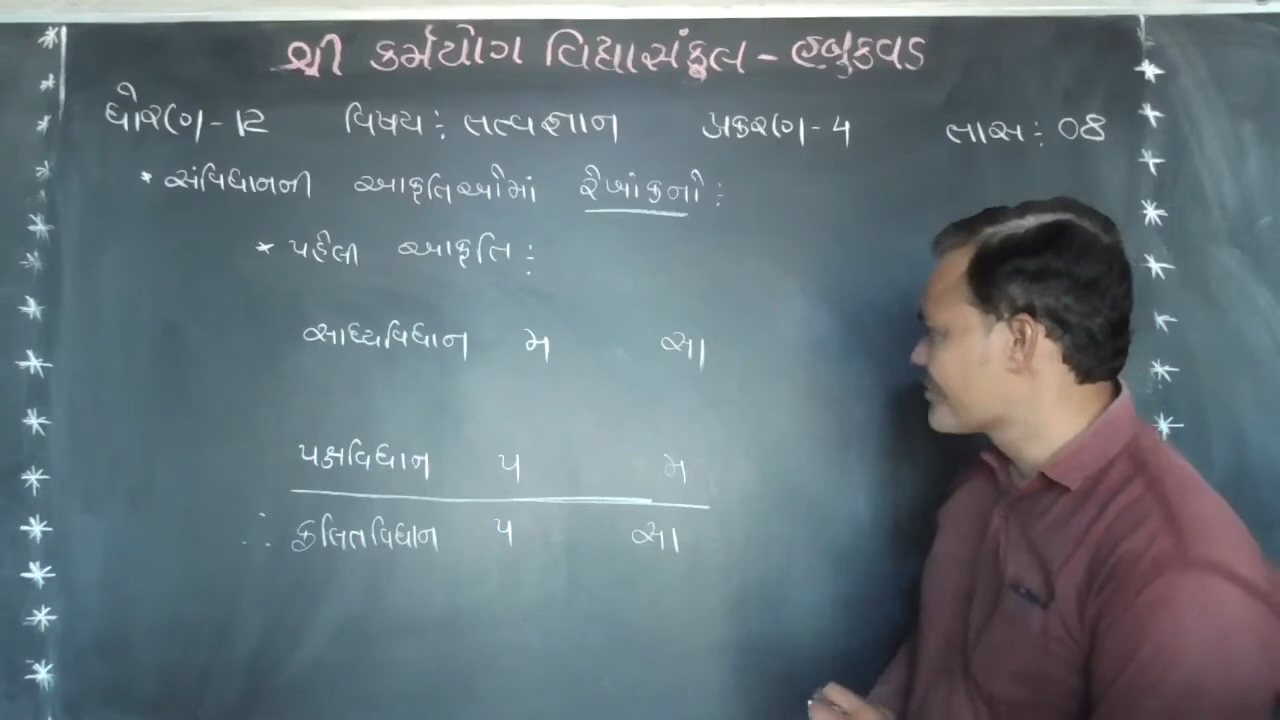 શ્રી કર્મયોગ વિદ્યાસંકુલ - હબુકવડ
ધોરણ - 12 વિષય : તત્વજ્ઞાન પ્રકરણ - 4 તાસ : 08
* સંવિધાનની આકૃતિઓમાં રેખાંકનો :
* પહેલી આકૃતિ :
સાધ્યવિધાન મ સા
પક્ષવિધાન પ મ
∴ ફલિતવિધાન પ સા